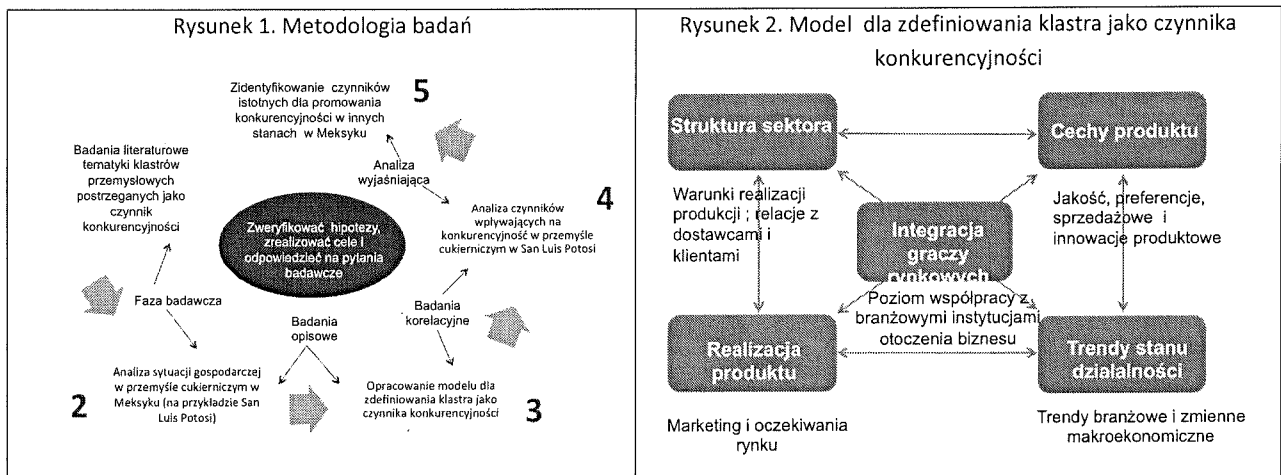 Rysunek 1. Metodologia badań
Zidentyfikowanie czynników
istotnych dla promowania
konkurencyjności w innych
stanach w Meksyku
5
Badania literaturowe
tematyki klastrów
przemysłowych
postrzeganych jako
czynnik
konkurencyjności
Analiza
wyjaśniająca
4
Analiza czynników
wpływających na
konkurencyjność w przemyśle
cukierniczym w San Luis Potosi
Zweryfikować hipotezy,
zrealizować cele i
odpowiedzieć na pytania
badawcze
Faza badawcza
Badania
opisowe
Badania
korelacyjne
Analiza sytuacji gospodarczej
w przemyśle cukierniczym w
Meksyku (na przykładzie San
Luis Potosi)
2
Opracowanie modelu dla
zdefiniowania klastra jako
czynnika konkurencyjności
3
Rysunek 2. Model dla zdefiniowania klastra jako czynnika
konkurencyjności
Struktura sektora
Cechy produktu
Warunki realizacji
produkcji ; relacje z
dostawcami i
klientami
Integracja
graczy
rynkowych
Jakość, preferencje,
sprzedażowe i
innowacje produktowe
Poziom współpracy z
branżowymi instytucjami
otoczenia biznesu
Realizacja
produktu
Trendy stanu
działalności
Marketing i oczekiwania
rynku
Trendy branżowe i zmienne
makroekonomiczne